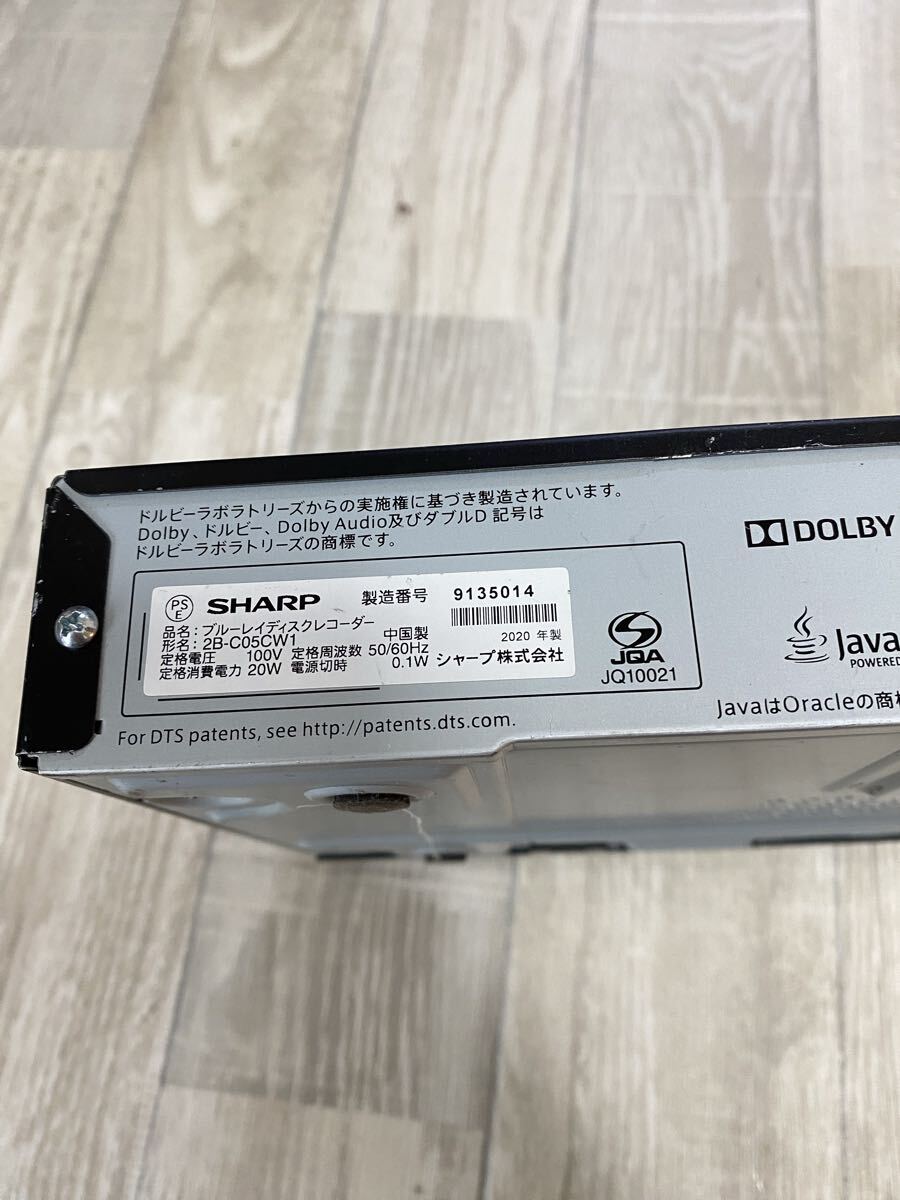 ドルビーラボラトリーズからの実施権に基づき製造されています。
Dolby、ドルビー、Dolby Audio及びダブルD 記号は
ドルビーラボラトリーズの商標です。
DOLBY
PSE SHARP 製造番号 9135014
品名：ブルーレイディスクレコーダー
形名：2B-C05CW1 中国製 2020 年製
定格電圧 100V 定格周波数 50/60Hz
定格消費電力 20W 電源切時 0.1W シャープ株式会社
JQA
JQ10021
Java
POWERED
JavaはOracleの商標
For DTS patents, see http://patents.dts.com.